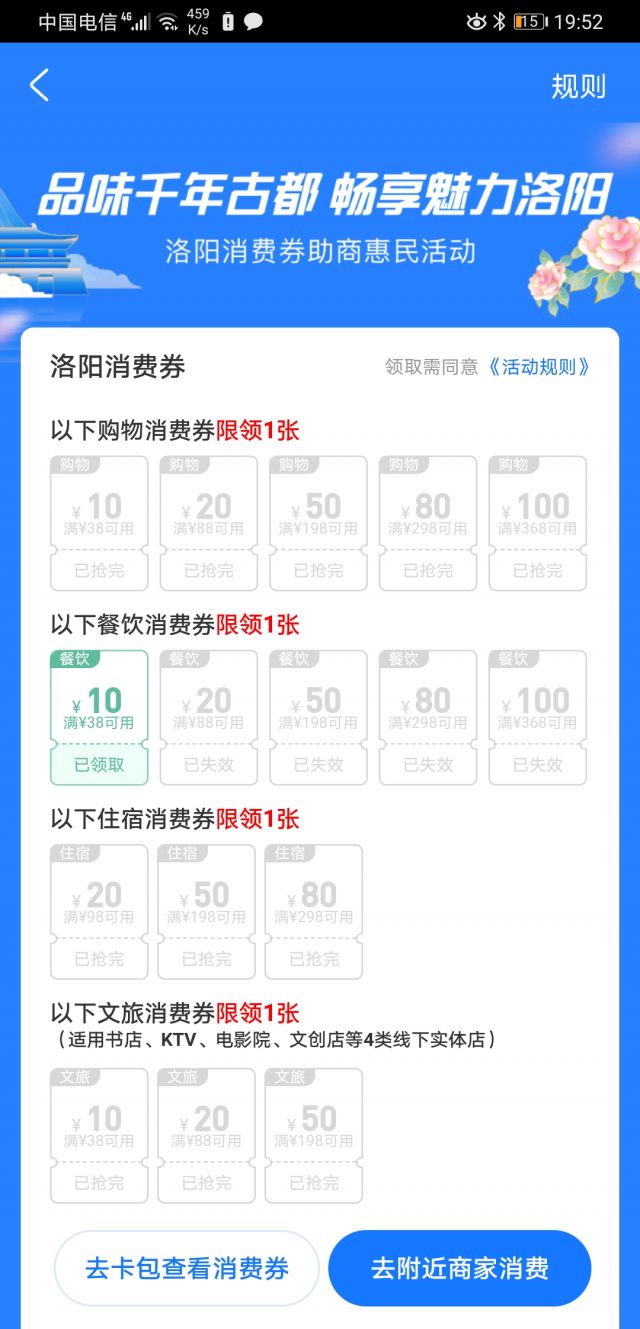 中国电信 4G 459 K/s 15 19:52
规则
品味千年古都 畅享魅力洛阳
洛阳消费券助商惠民活动
洛阳消费券 领取需同意《活动规则》
以下购物消费券限领1张
购物 购物 购物 购物 购物
¥10 ¥20 ¥50 ¥80 ¥100
满¥38可用 满¥88可用 满¥198可用 满¥298可用 满¥368可用
已抢完 已抢完 已抢完 已抢完 已抢完
以下餐饮消费券限领1张
餐饮 餐饮 餐饮 餐饮 餐饮
¥10 ¥20 ¥50 ¥80 ¥100
满¥38可用 满¥88可用 满¥198可用 满¥298可用 满¥368可用
已领取 已失效 已失效 已失效 已失效
以下住宿消费券限领1张
住宿 住宿 住宿
¥20 ¥50 ¥80
满¥98可用 满¥198可用 满¥298可用
已抢完 已抢完 已抢完
以下文旅消费券限领1张
（适用书店、KTV、电影院、文创店等4类线下实体店）
文旅 文旅 文旅
¥10 ¥20 ¥50
满¥38可用 满¥88可用 满¥198可用
已抢完 已抢完 已抢完
去卡包查看消费券 去附近商家消费